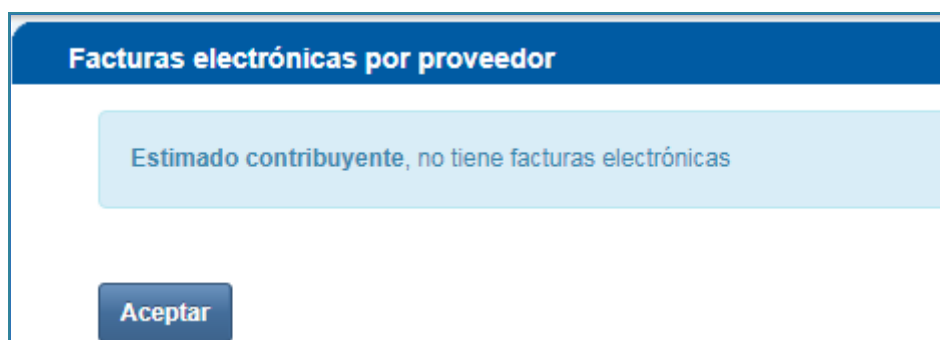 Facturas electrónicas por proveedor
Estimado contribuyente, no tiene facturas electrónicas
Aceptar